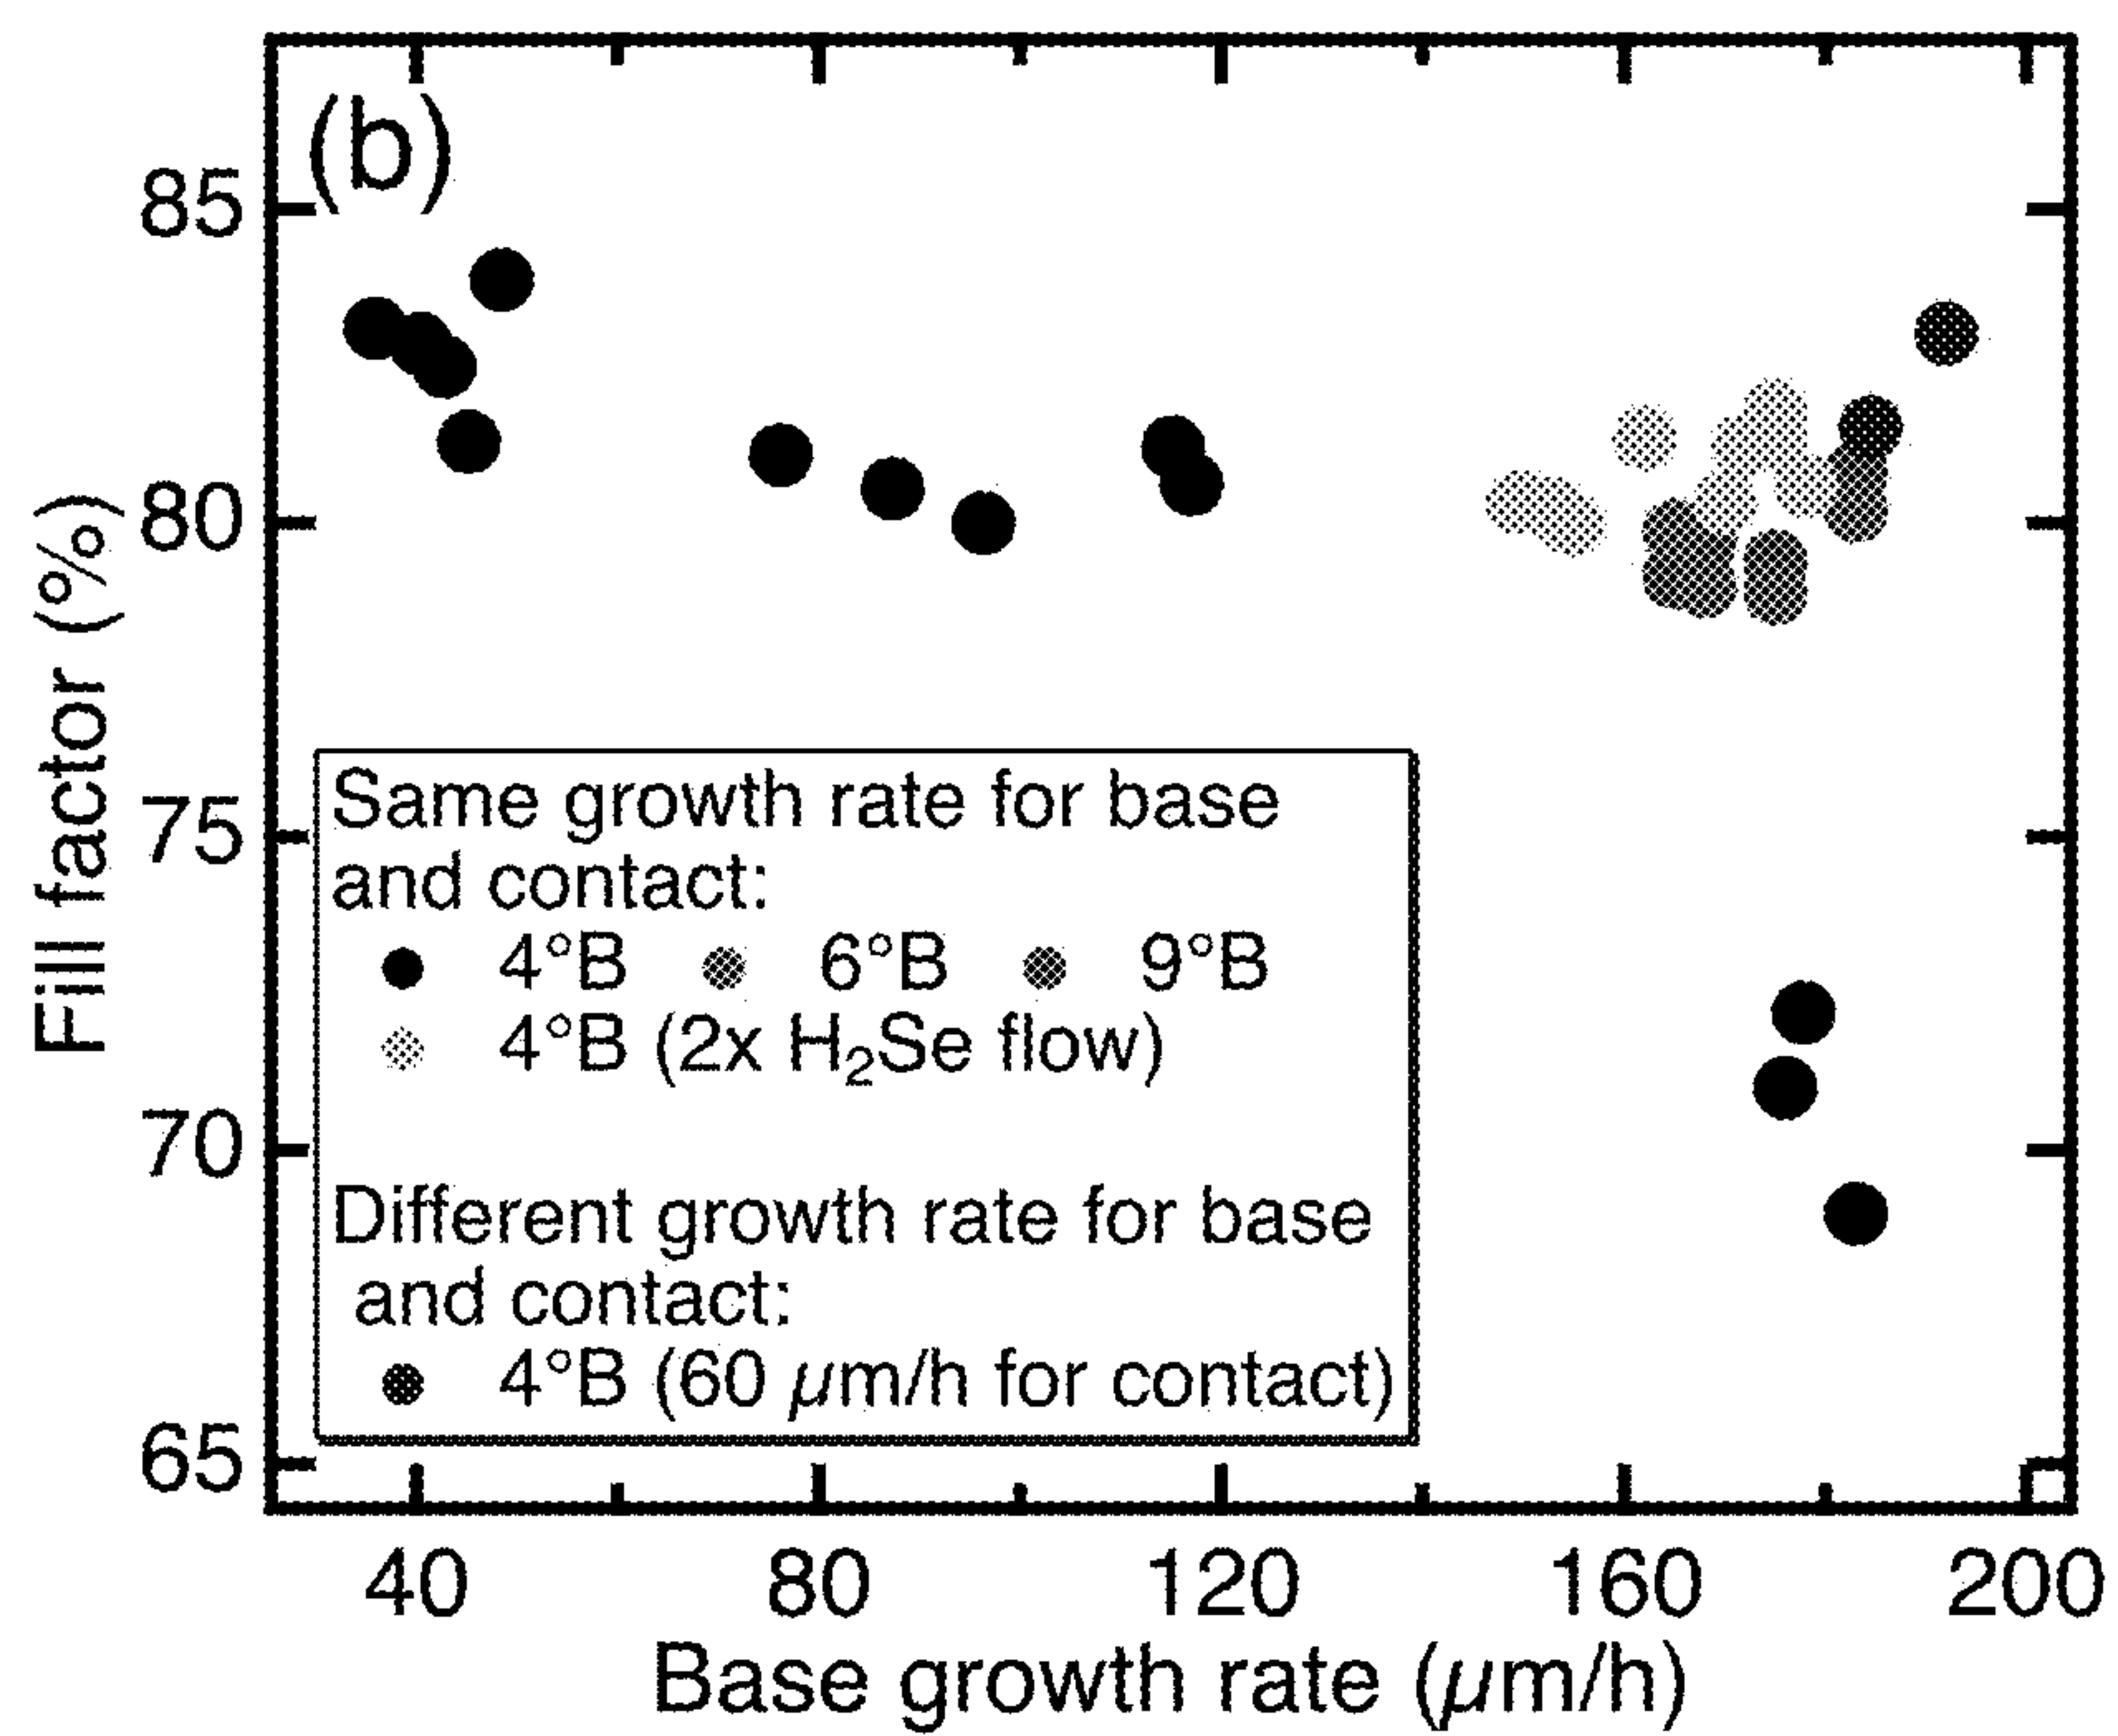 (b)
85
80
75
70
65
Fill factor (%)
Same growth rate for base
and contact:
4°B 6°B 9°B
4°B (2x H₂Se flow)
Different growth rate for base
and contact:
4°B (60 µm/h for contact)
40 80 120 160 200
Base growth rate (µm/h)